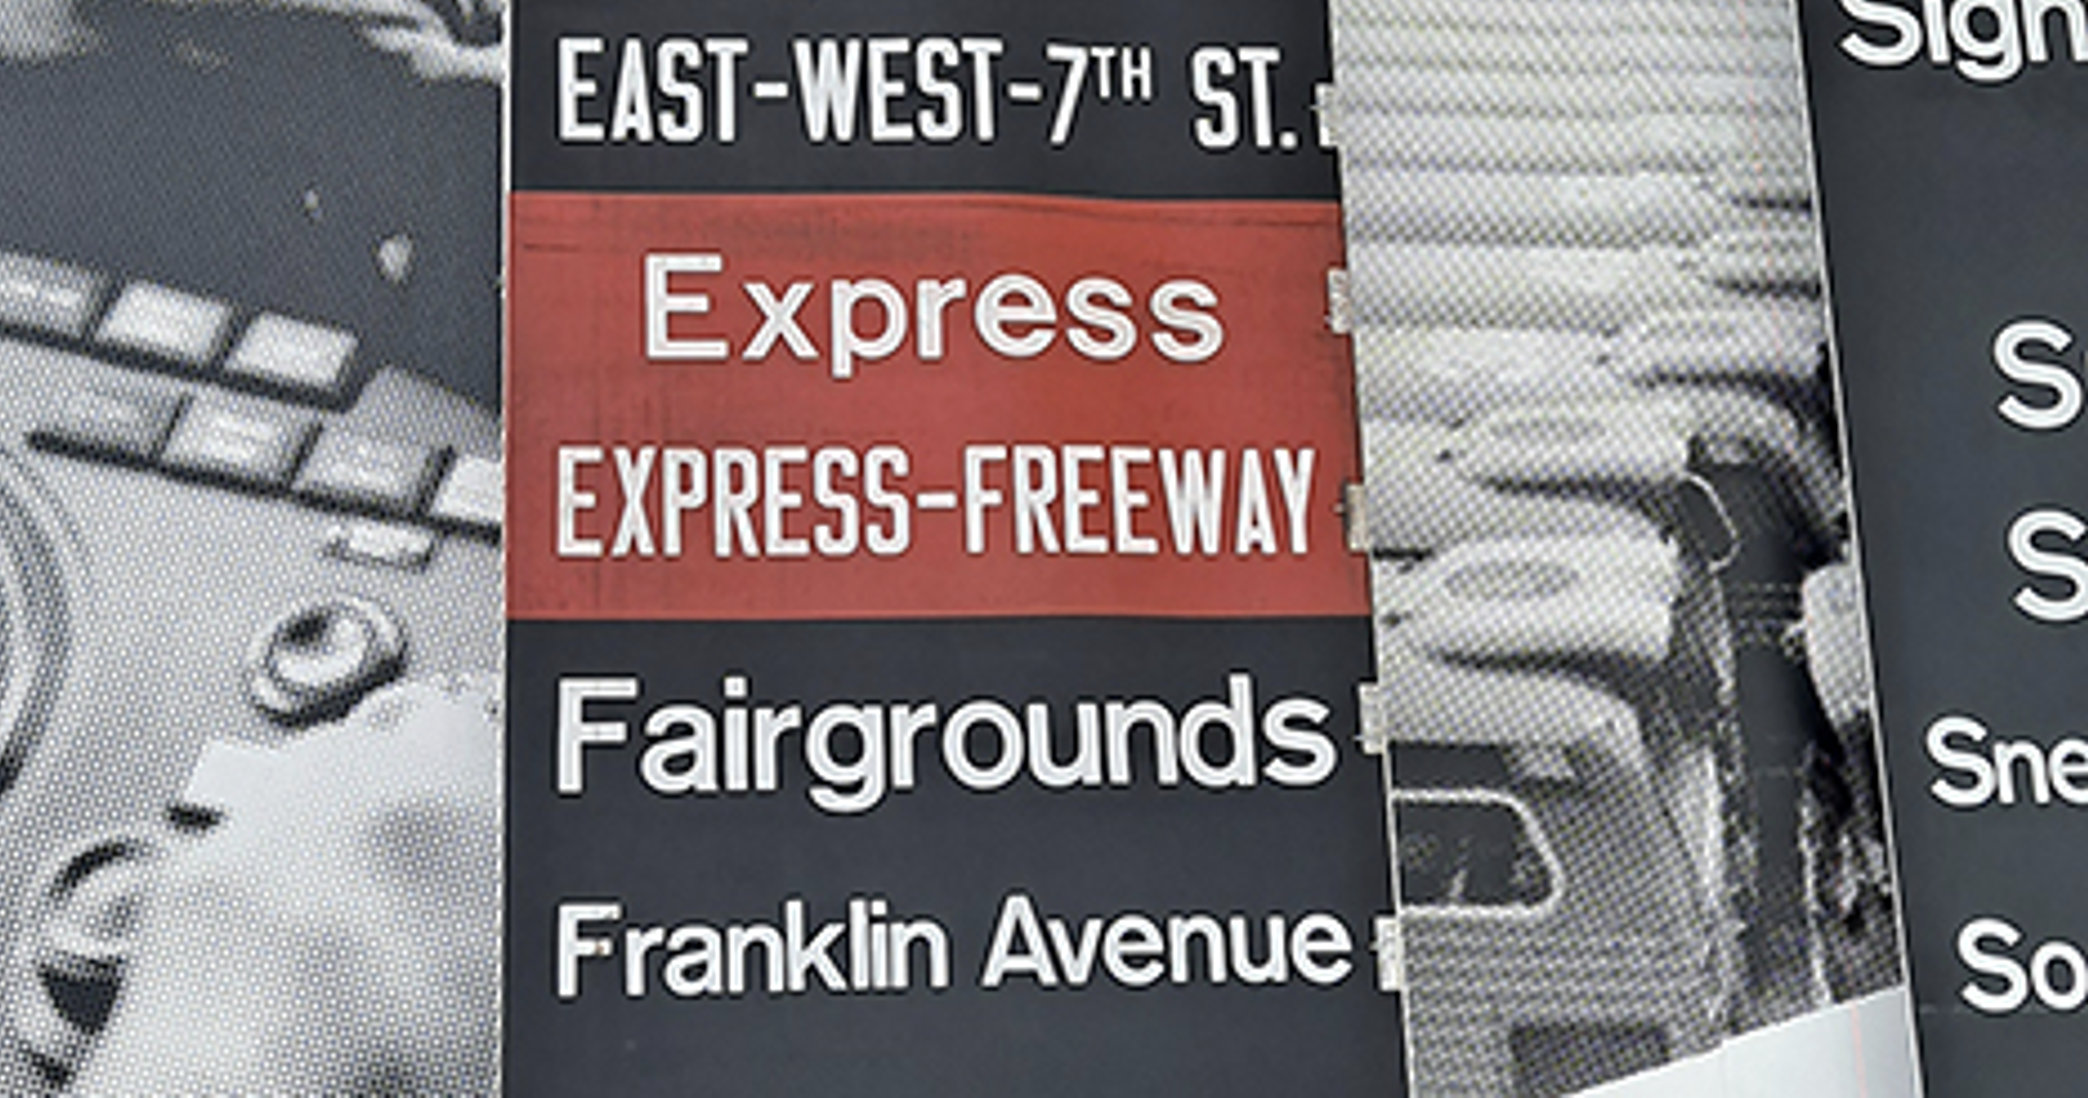 EAST-WEST-7TH ST.
Express
EXPRESS-FREEWAY
Fairgrounds
Franklin Avenue